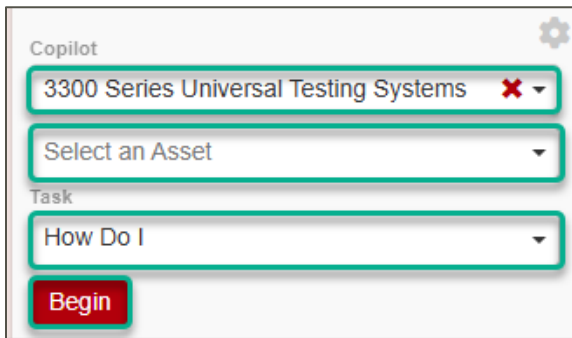 Copilot
3300 Series Universal Testing Systems
Select an Asset
Task
How Do I
Begin